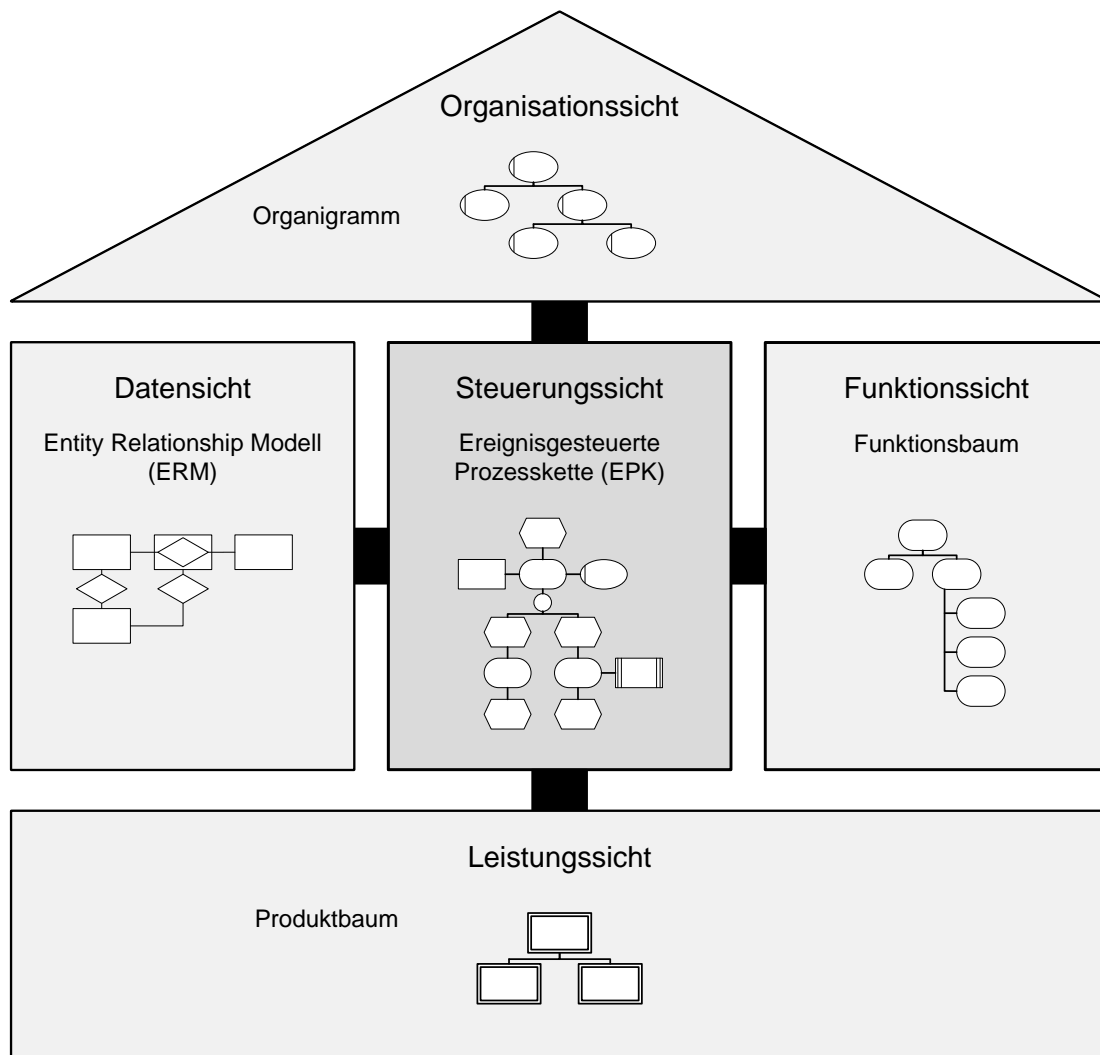 Organisationssicht
Organigramm
Datensicht
Entity Relationship Modell
(ERM)
Steuerungssicht
Ereignisgesteuerte
Prozesskette (EPK)
Funktionssicht
Funktionsbaum
Leistungssicht
Produktbaum